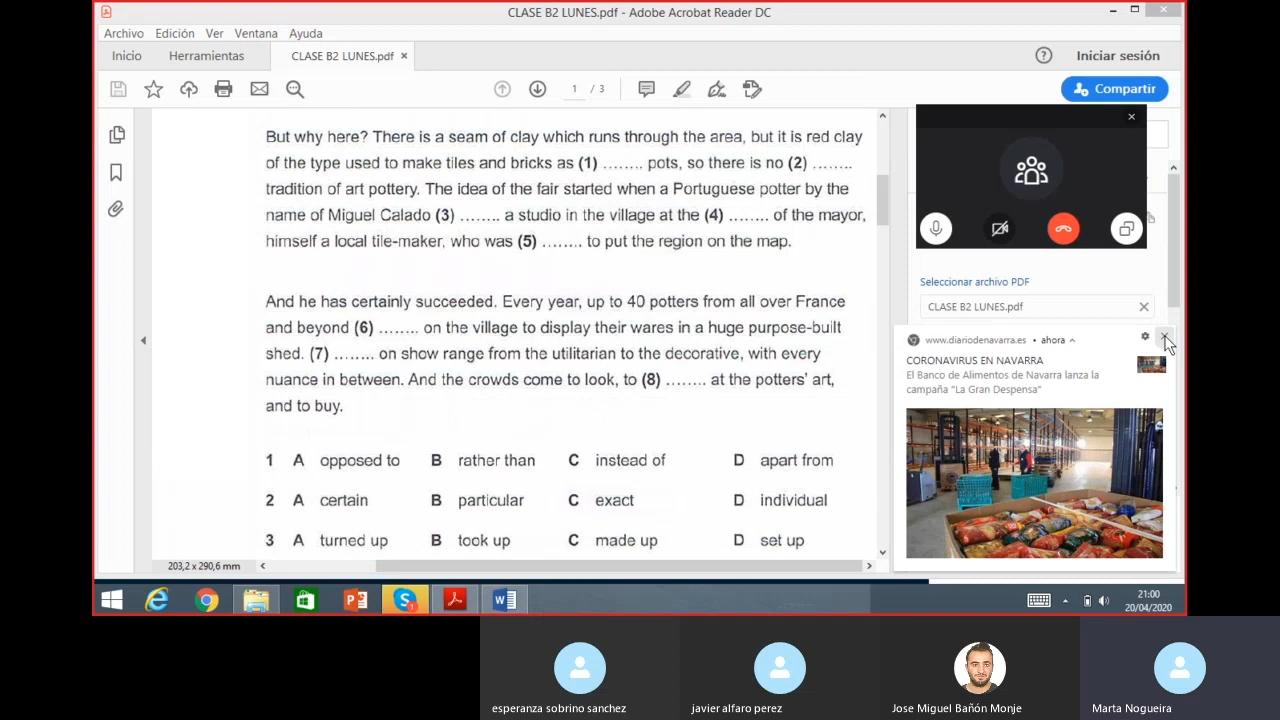 CLASE B2 LUNES.pdf - Adobe Acrobat Reader DC
Archivo Edición Ver Ventana Ayuda
Inicio Herramientas CLASE B2 LUNES.pdf × Iniciar sesión
1 / 3 Compartir
But why here? There is a seam of clay which runs through the area, but it is red clay
of the type used to make tiles and bricks as (1) ........ pots, so there is no (2) ........
tradition of art pottery. The idea of the fair started when a Portuguese potter by the
name of Miguel Calado (3) ........ a studio in the village at the (4) ........ of the mayor,
himself a local tile-maker, who was (5) ........ to put the region on the map.
And he has certainly succeeded. Every year, up to 40 potters from all over France
and beyond (6) ........ on the village to display their wares in a huge purpose-built
shed. (7) ........ on show range from the utilitarian to the decorative, with every
nuance in between. And the crowds come to look, to (8) ........ at the potters' art,
and to buy.
1 A opposed to B rather than C instead of D apart from
2 A certain B particular C exact D individual
3 A turned up B took up C made up D set up
203,2 x 290,6 mm
Seleccionar archivo PDF
CLASE B2 LUNES.pdf
www.diariodenavarra.es • ahora
CORONAVIRUS EN NAVARRA
El Banco de Alimentos de Navarra lanza la
campaña "La Gran Despensa"
21:00
20/04/2020
esperanza sobrino sanchez
javier alfaro perez
Jose Miguel Bañón Monje
Marta Nogueira